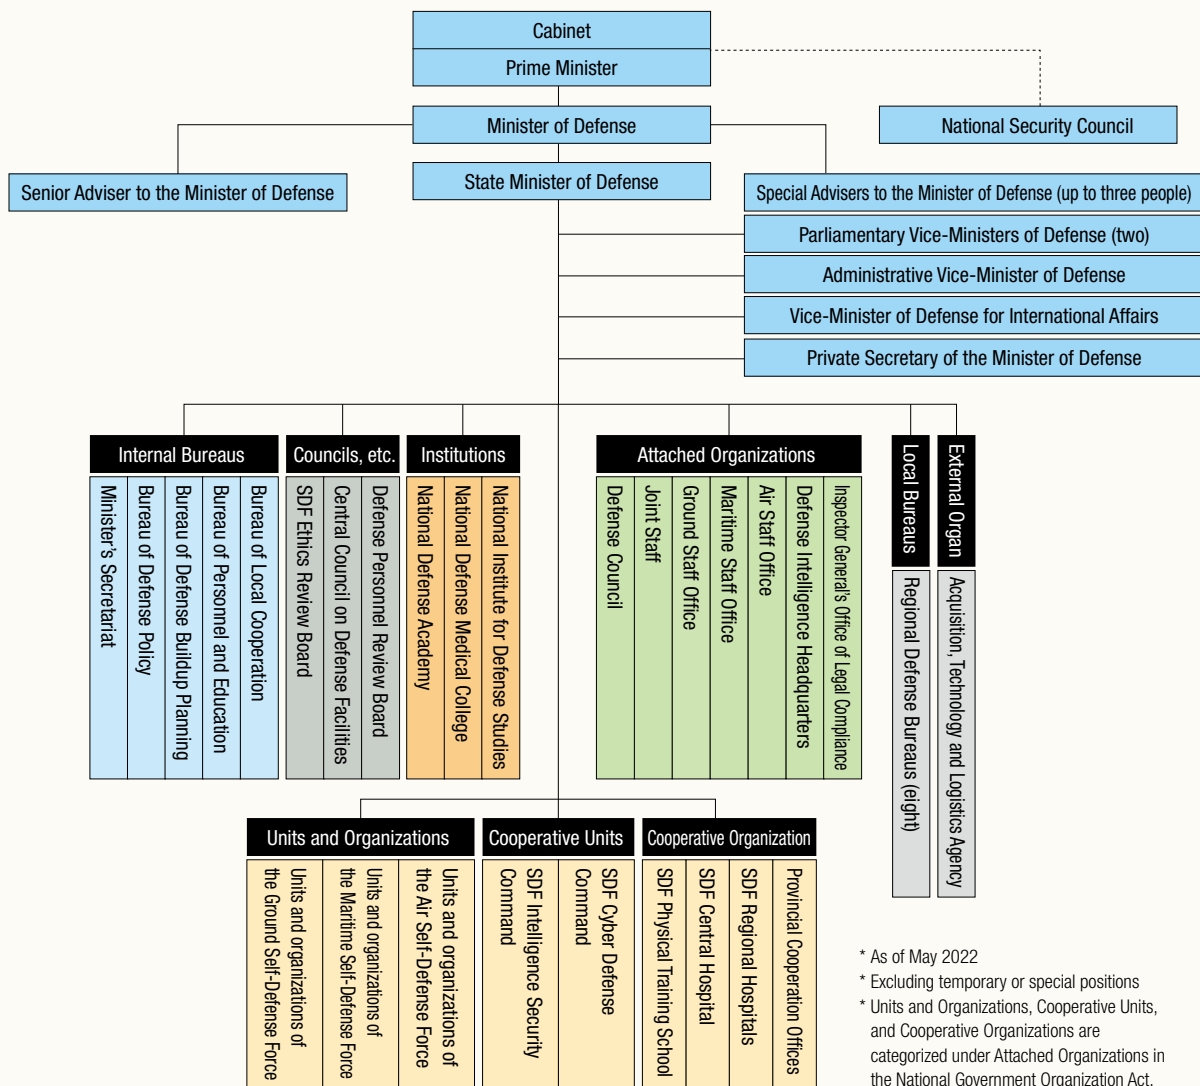 Cabinet
Prime Minister
Minister of Defense
National Security Council
Senior Adviser to the Minister of Defense
State Minister of Defense
Special Advisers to the Minister of Defense (up to three people)
Parliamentary Vice-Ministers of Defense (two)
Administrative Vice-Minister of Defense
Vice-Minister of Defense for International Affairs
Private Secretary of the Minister of Defense
Internal Bureaus
Minister's Secretariat
Bureau of Defense Policy
Bureau of Defense Buildup Planning
Bureau of Personnel and Education
Bureau of Local Cooperation
Councils, etc.
SDF Ethics Review Board
Central Council on Defense Facilities
Defense Personnel Review Board
Institutions
National Defense Academy
National Defense Medical College
National Institute for Defense Studies
Attached Organizations
Defense Council
Joint Staff
Ground Staff Office
Maritime Staff Office
Air Staff Office
Defense Intelligence Headquarters
Inspector General's Office of Legal Compliance
Local Bureaus
Regional Defense Bureaus (eight)
External Organ
Acquisition, Technology and Logistics Agency
Units and Organizations
Units and organizations of
the Ground Self-Defense Force
Units and organizations of
the Maritime Self-Defense Force
Units and organizations of
the Air Self-Defense Force
Cooperative Units
SDF Intelligence Security
Command
SDF Cyber Defense
Command
Cooperative Organization
SDF Physical Training School
SDF Central Hospital
SDF Regional Hospitals
Provincial Cooperation Offices
* As of May 2022
* Excluding temporary or special positions
* Units and Organizations, Cooperative Units,
and Cooperative Organizations are
categorized under Attached Organizations in
the National Government Organization Act.